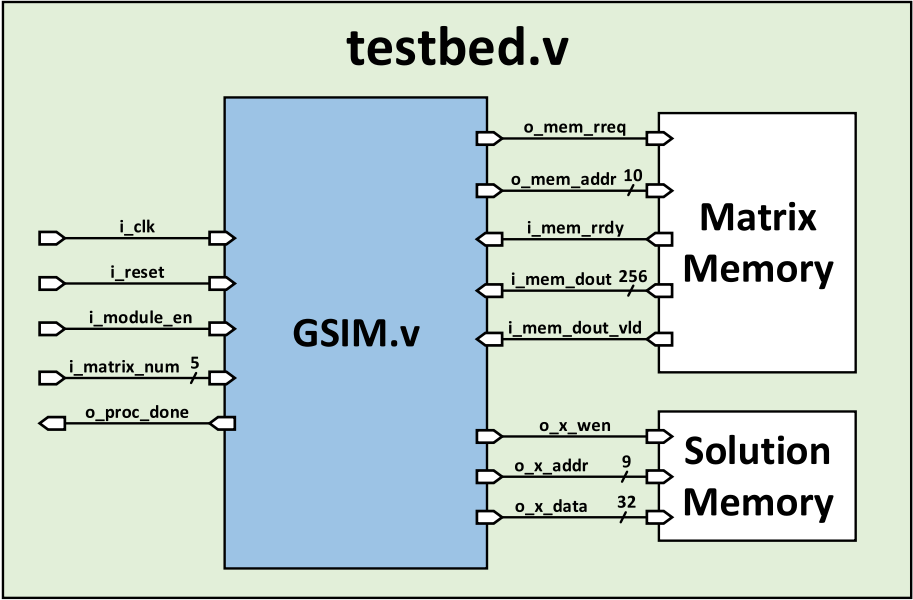 testbed.v
i_clk
i_reset
i_module_en
i_matrix_num 5
o_proc_done
GSIM.v
o_mem_rreq
o_mem_addr 10
i_mem_rrdy
i_mem_dout 256
i_mem_dout_vld
Matrix
Memory
o_x_wen
o_x_addr 9
o_x_data 32
Solution
Memory